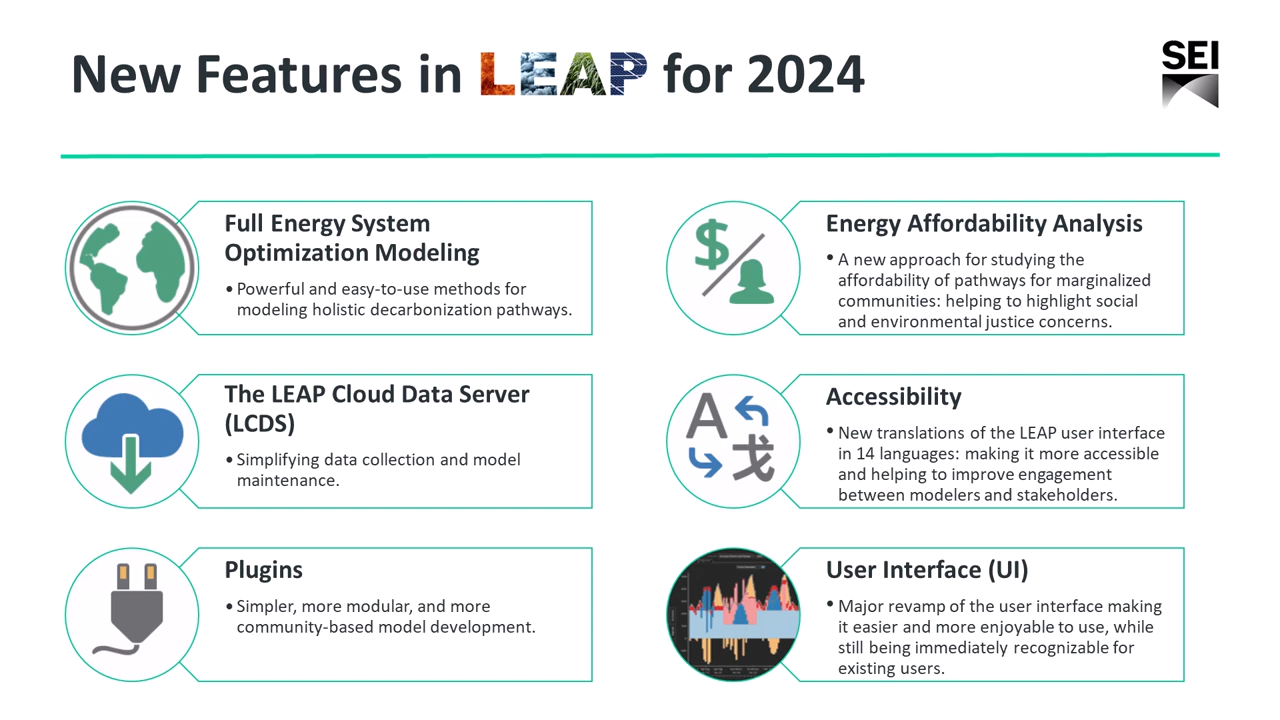 New Features in LEAP for 2024
SEI
Full Energy System
Optimization Modeling
• Powerful and easy-to-use methods for
modeling holistic decarbonization pathways.
Energy Affordability Analysis
• A new approach for studying the
affordability of pathways for marginalized
communities: helping to highlight social
and environmental justice concerns.
The LEAP Cloud Data Server
(LCDS)
• Simplifying data collection and model
maintenance.
Accessibility
• New translations of the LEAP user interface
in 14 languages: making it more accessible
and helping to improve engagement
between modelers and stakeholders.
Plugins
• Simpler, more modular, and more
community-based model development.
User Interface (UI)
• Major revamp of the user interface making
it easier and more enjoyable to use, while
still being immediately recognizable for
existing users.